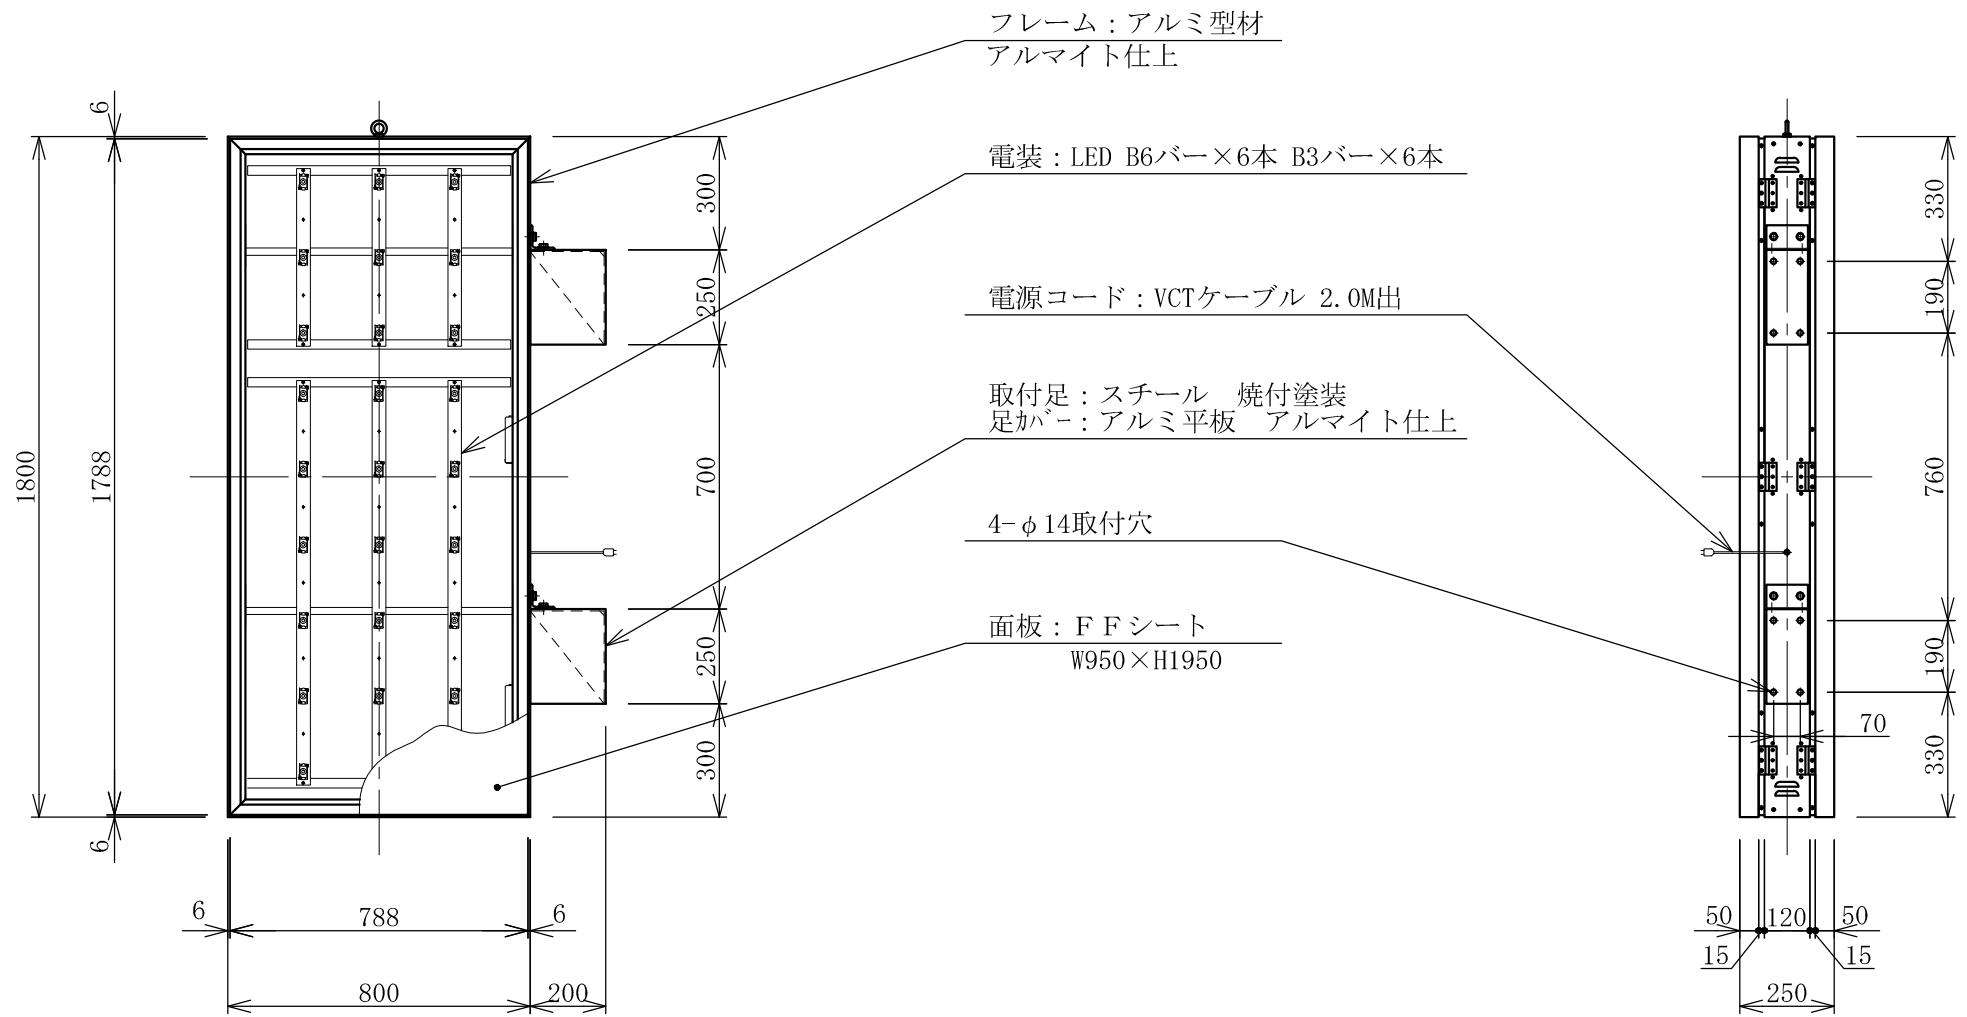 フレーム：アルミ型材
アルマイト仕上
電装：LED B6バー×6本 B3バー×6本
電源コード：VCTケーブル 2.0M出
取付足：スチール　焼付塗装
足ｶﾊﾞｰ：アルミ平板　アルマイト仕上
4-φ14取付穴
面板：ＦＦシート
W950×H1950
6
1800
1788
6
300
250
700
250
300
6
788
6
800
200
330
190
760
190
70
330
50
120
50
15
15
250